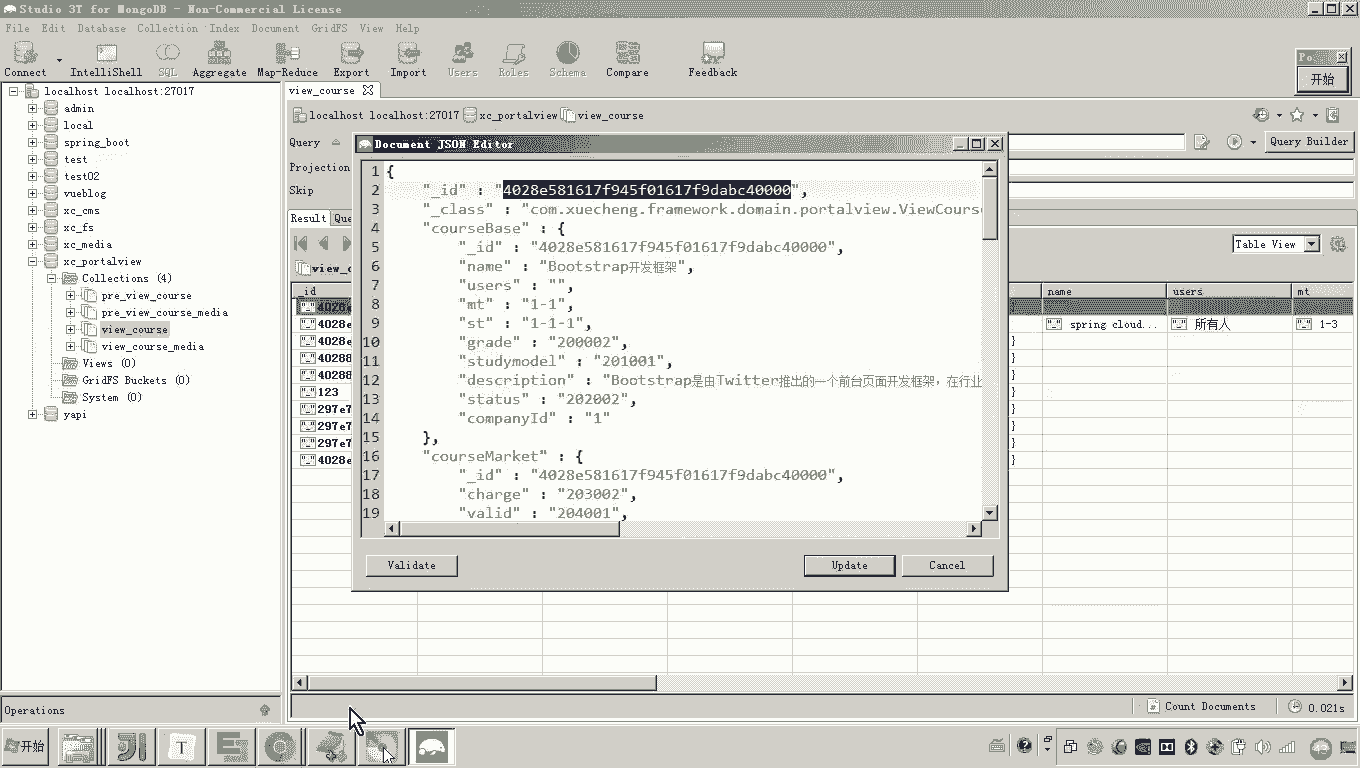 Studio 3T for MongoDB - Non-Commercial License
File Edit Database Collection Index Document GridFS View Help
Connect IntelliShell SQL Aggregate Map-Reduce Export Import Users Roles Schema Compare Feedback
开始
localhost localhost:27017
admin
local
spring_boot
test
test02
vueblog
xc_cms
xc_fs
xc_media
xc_portalview
Collections (4)
pre_view_course
pre_view_course_media
view_course
view_course_media
Views (0)
GridFS Buckets (0)
System (0)
yapi
Operations
view_course
localhost localhost:27017 xc_portalview view_course
Query
Query Builder
Projection
Skip
Result
Table View
_id name users mt
4028e
spring cloud... 所有人 1-3
4028e
40288
40288
123
297e7
297e7
297e7
4028e
Document JSON Editor
1 {
2 "_id" : "4028e581617f945f01617f9dabc40000",
3 "_class" : "com.xuecheng.framework.domain.portalview.ViewCours
4 "courseBase" : {
5 "_id" : "4028e581617f945f01617f9dabc40000",
6 "name" : "Bootstrap开发框架",
7 "users" : "",
8 "mt" : "1-1",
9 "st" : "1-1-1",
10 "grade" : "200002",
11 "studymodel" : "201001",
12 "description" : "Bootstrap是由Twitter推出的一个前台页面开发框架，在行业
13 "status" : "202002",
14 "companyId" : "1"
15 },
16 "courseMarket" : {
17 "_id" : "4028e581617f945f01617f9dabc40000",
18 "charge" : "203002",
19 "valid" : "204001",
Validate Update Cancel
Count Documents 0.021s
开始